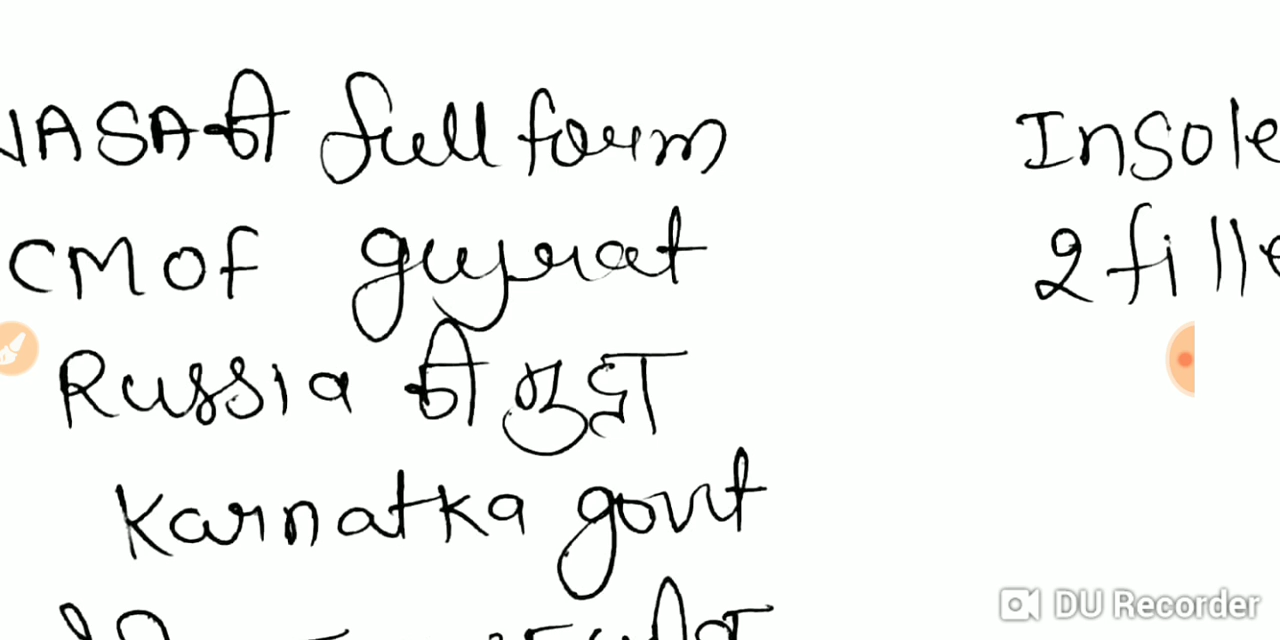 NASA की full form
CM of gujrat
Russia की मुद्रा
Karnatka govt
Insole
2 fille
DU Recorder